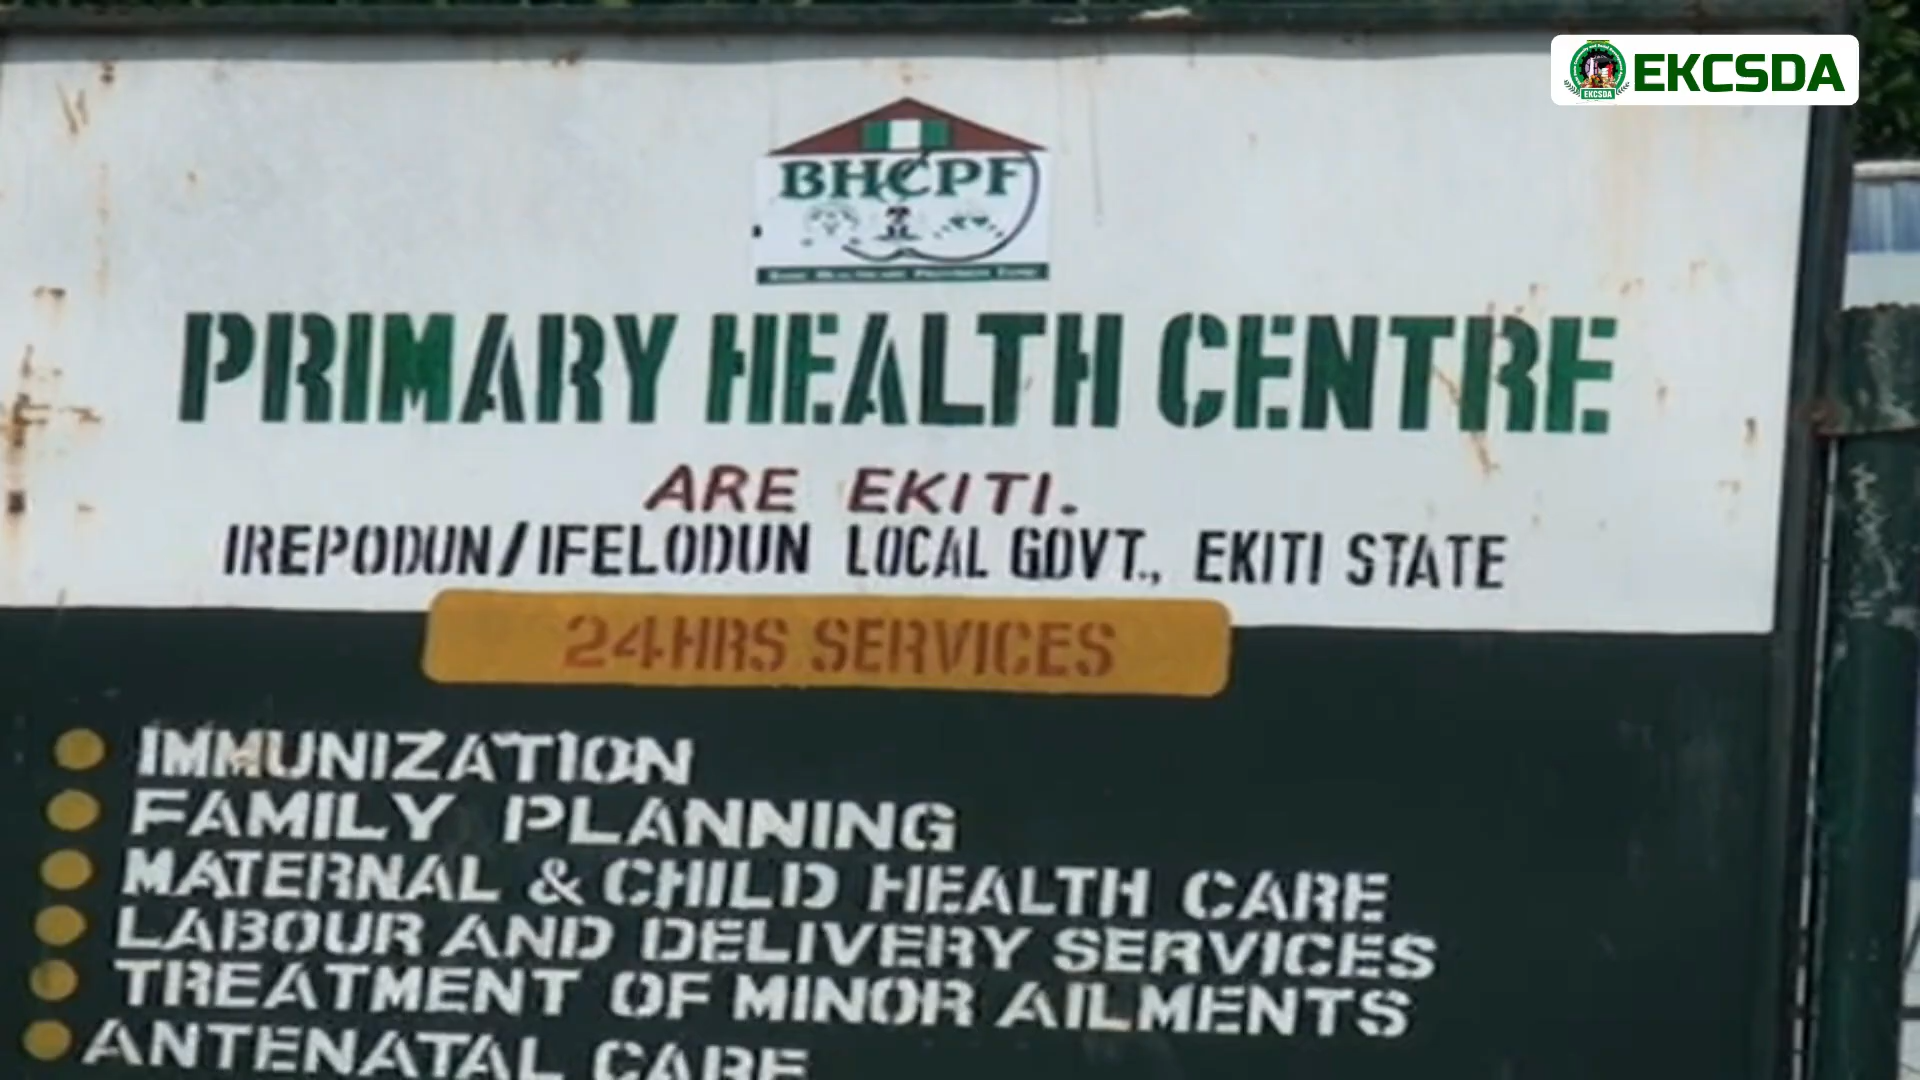 EKCSDA
EKCSDA
BHCPF
PRIMARY HEALTH CENTRE
ARE EKITI.
IREPODUN/IFELODUN LOCAL GOVT., EKITI STATE
24HRS SERVICES
IMMUNIZATION
FAMILY PLANNING
MATERNAL & CHILD HEALTH CARE
LABOUR AND DELIVERY SERVICES
TREATMENT OF MINOR AILMENTS
ANTENATAL CARE